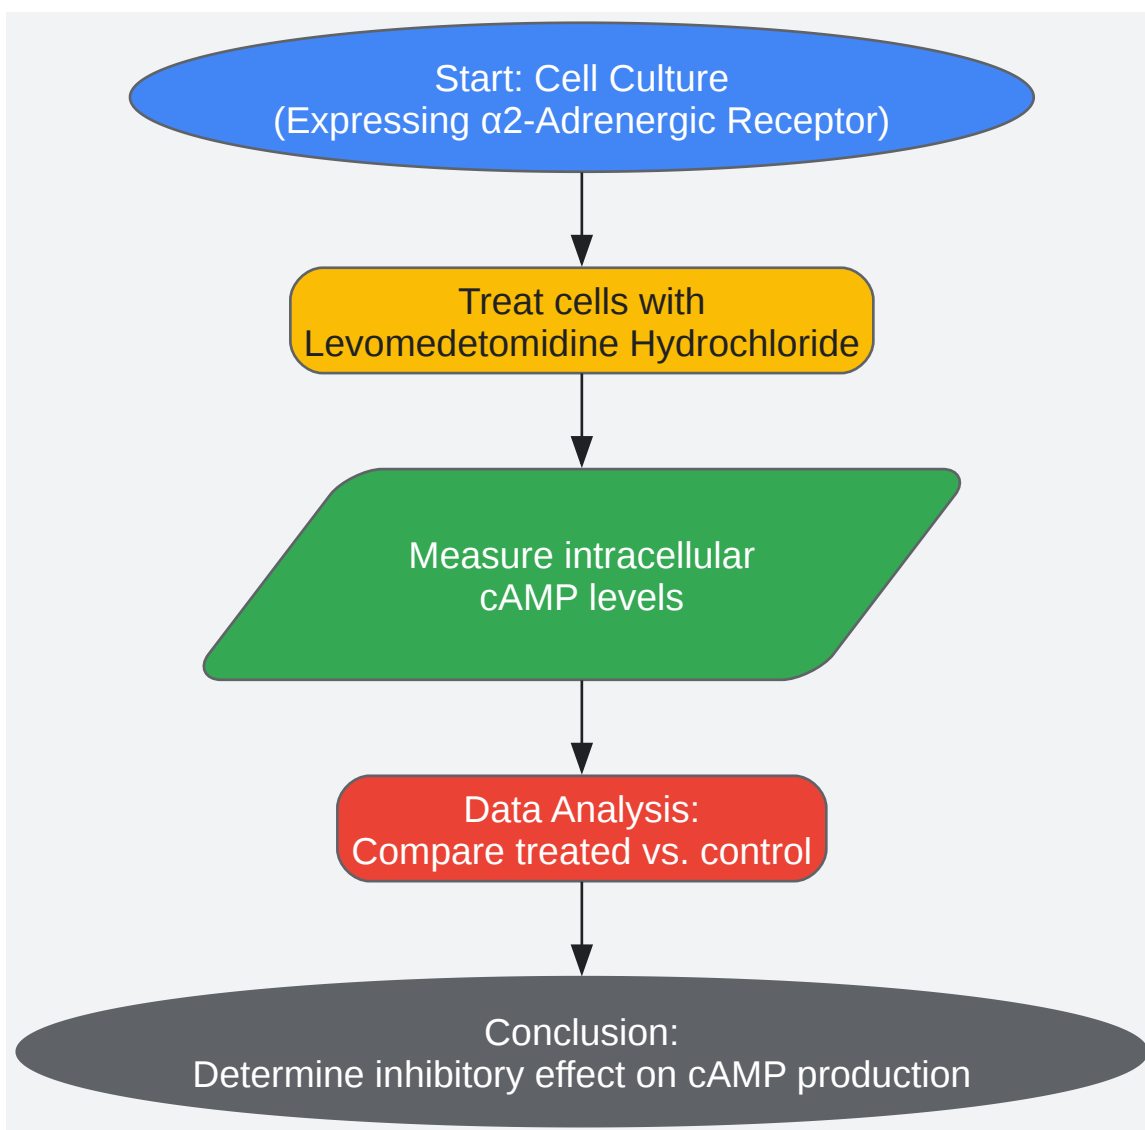 Start: Cell Culture
(Expressing α2-Adrenergic Receptor)
Treat cells with
Levomedetomidine Hydrochloride
Measure intracellular
cAMP levels
Data Analysis:
Compare treated vs. control
Conclusion:
Determine inhibitory effect on cAMP production